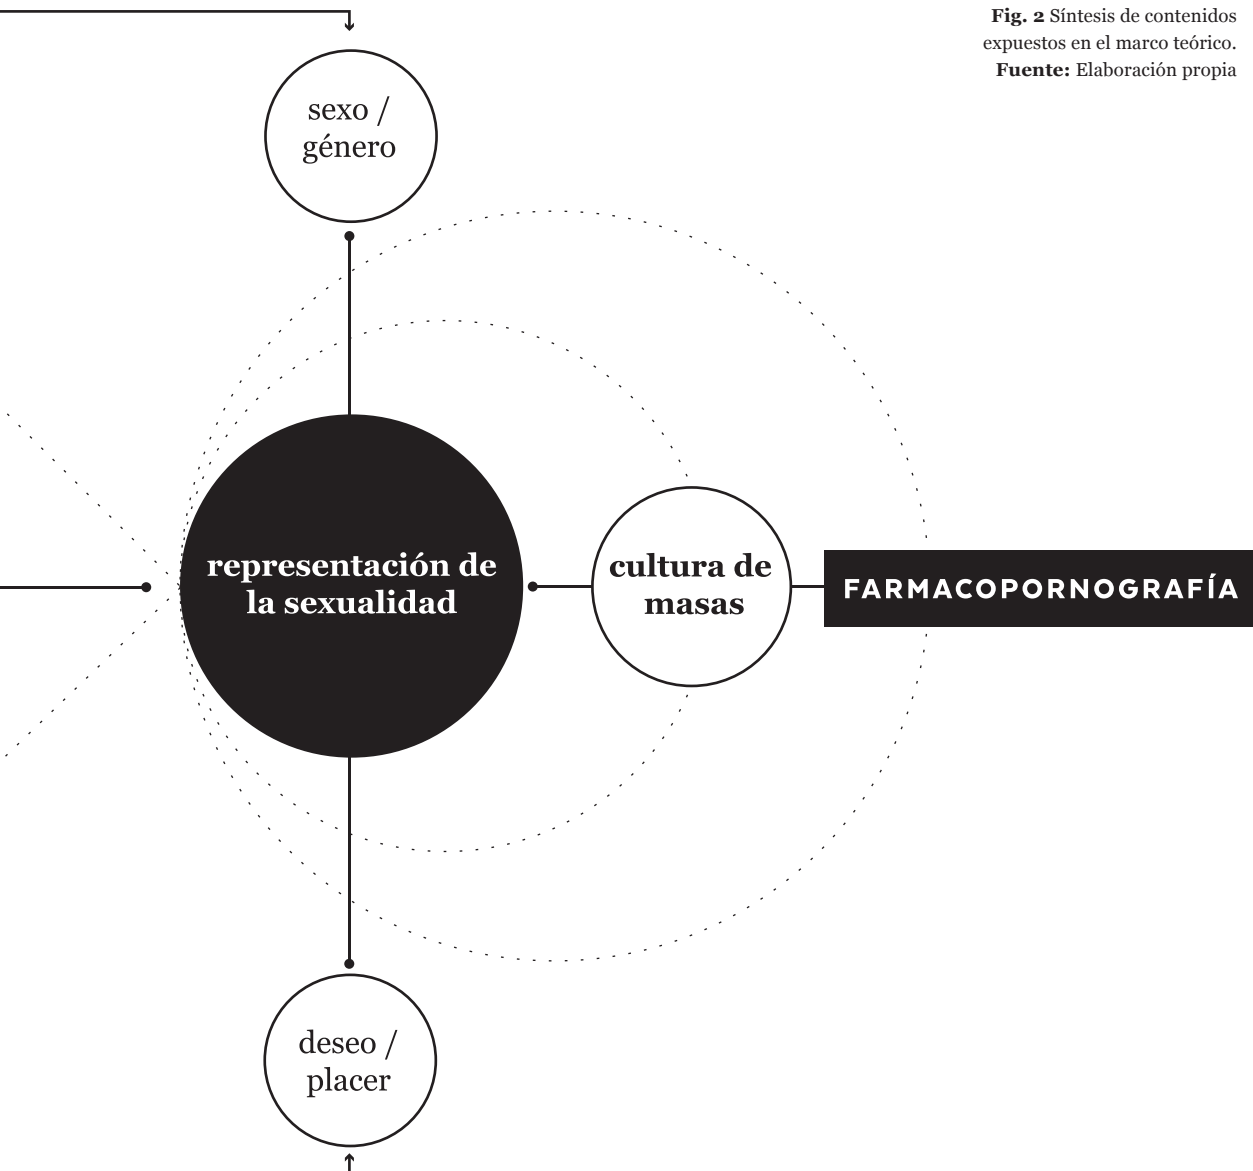 Fig. 2 Síntesis de contenidos
expuestos en el marco teórico.
Fuente: Elaboración propia
sexo /
género
representación de
la sexualidad
cultura de
masas
FARMACOPORNOGRAFÍA
deseo /
placer